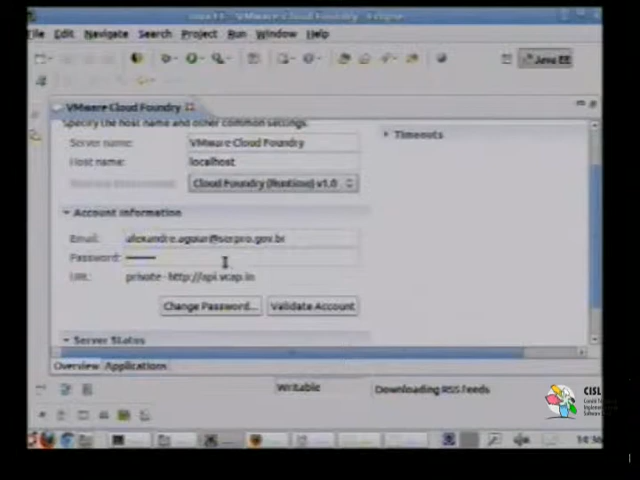 VMware Cloud Foundry - Eclipse
File Edit Navigate Search Project Run Window Help
Java EE
VMware Cloud Foundry
Specify the host name and other common settings.
Server name: VMware Cloud Foundry
Timeouts
Host name: localhost
Cloud Foundry (Runtime) v1.0
Account Information
Email: alexandre.aguiar@serpro.gov.br
Password:
URL: private - http://api.vcap.in
Change Password... Validate Account
Server Status
Overview Applications
Writable Downloading RSS Feeds
CISL
14:36